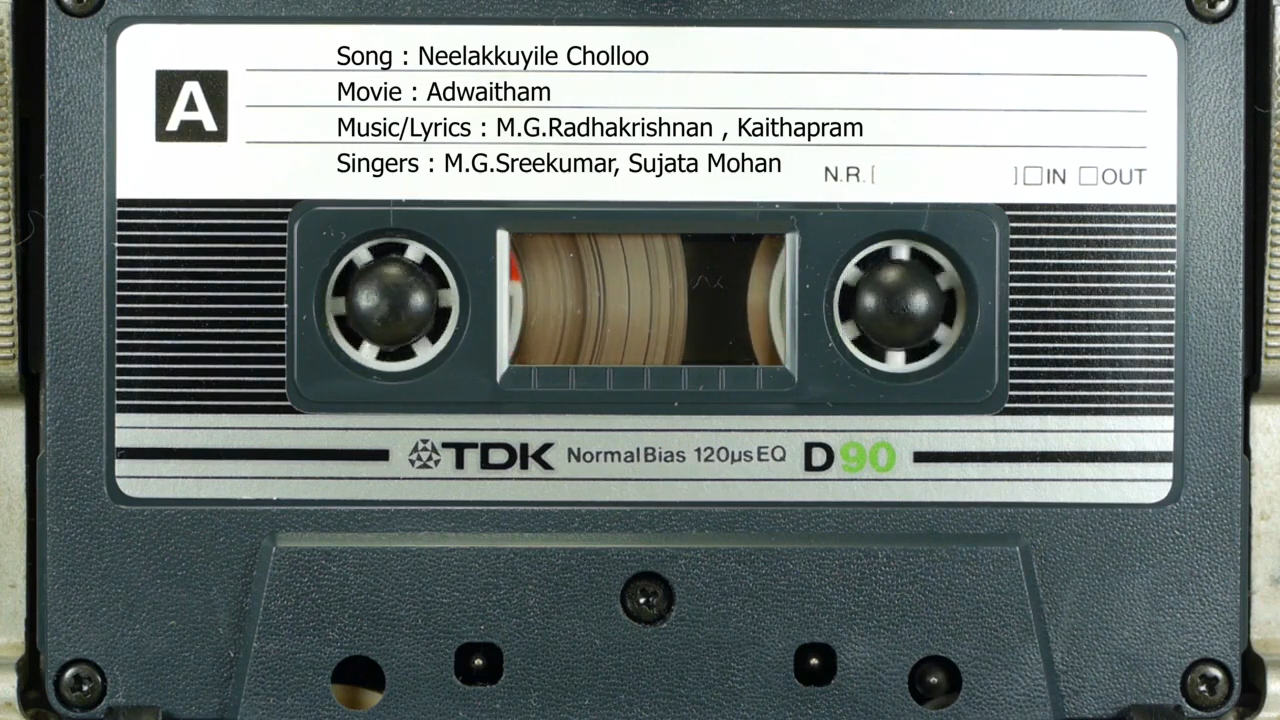 Song : Neelakkuyile Cholloo
A
Movie : Adwaitham
Music/Lyrics : M.G.Radhakrishnan , Kaithapram
Singers : M.G.Sreekumar, Sujata Mohan
N.R.[ ]☐IN ☐OUT
TDK Normal Bias 120µs EQ D90